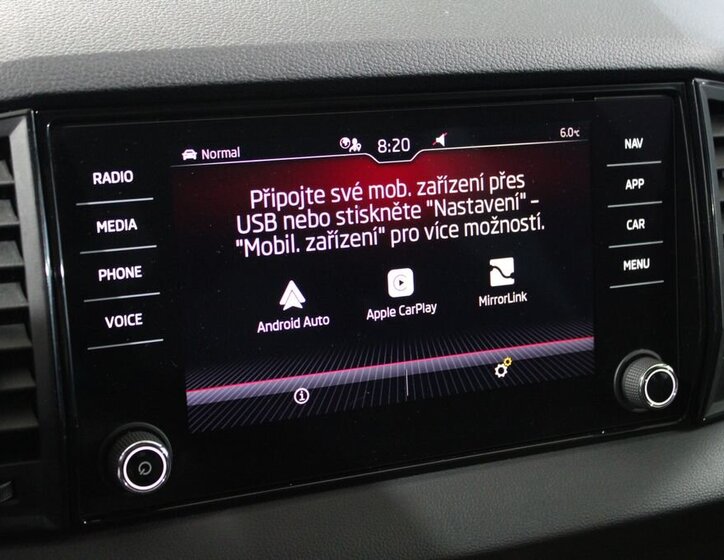 Normal
8:20
6.0°C
RADIO
MEDIA
PHONE
VOICE
Připojte své mob. zařízení přes
USB nebo stiskněte "Nastavení" –
"Mobil. zařízení" pro více možností.
Android Auto
Apple CarPlay
MirrorLink
NAV
APP
CAR
MENU